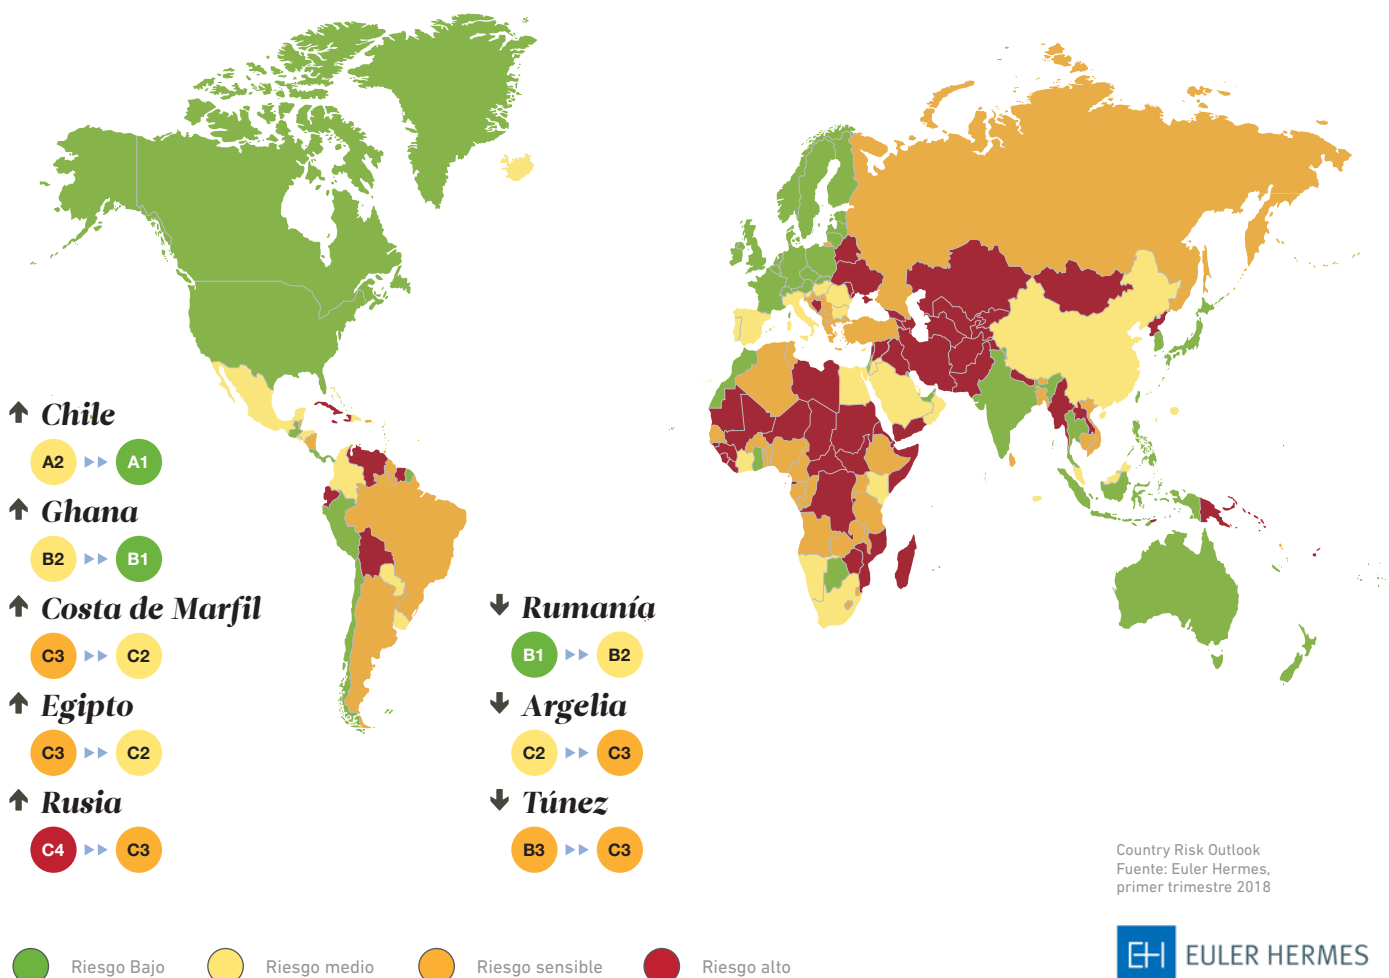 Chile
A2 A1
Ghana
B2 B1
Costa de Marfil
C3 C2
Egipto
C3 C2
Rusia
C4 C3
Rumanía
B1 B2
Argelia
C2 C3
Túnez
B3 C3
Country Risk Outlook
Fuente: Euler Hermes,
primer trimestre 2018
EH EULER HERMES
Riesgo Bajo
Riesgo medio
Riesgo sensible
Riesgo alto